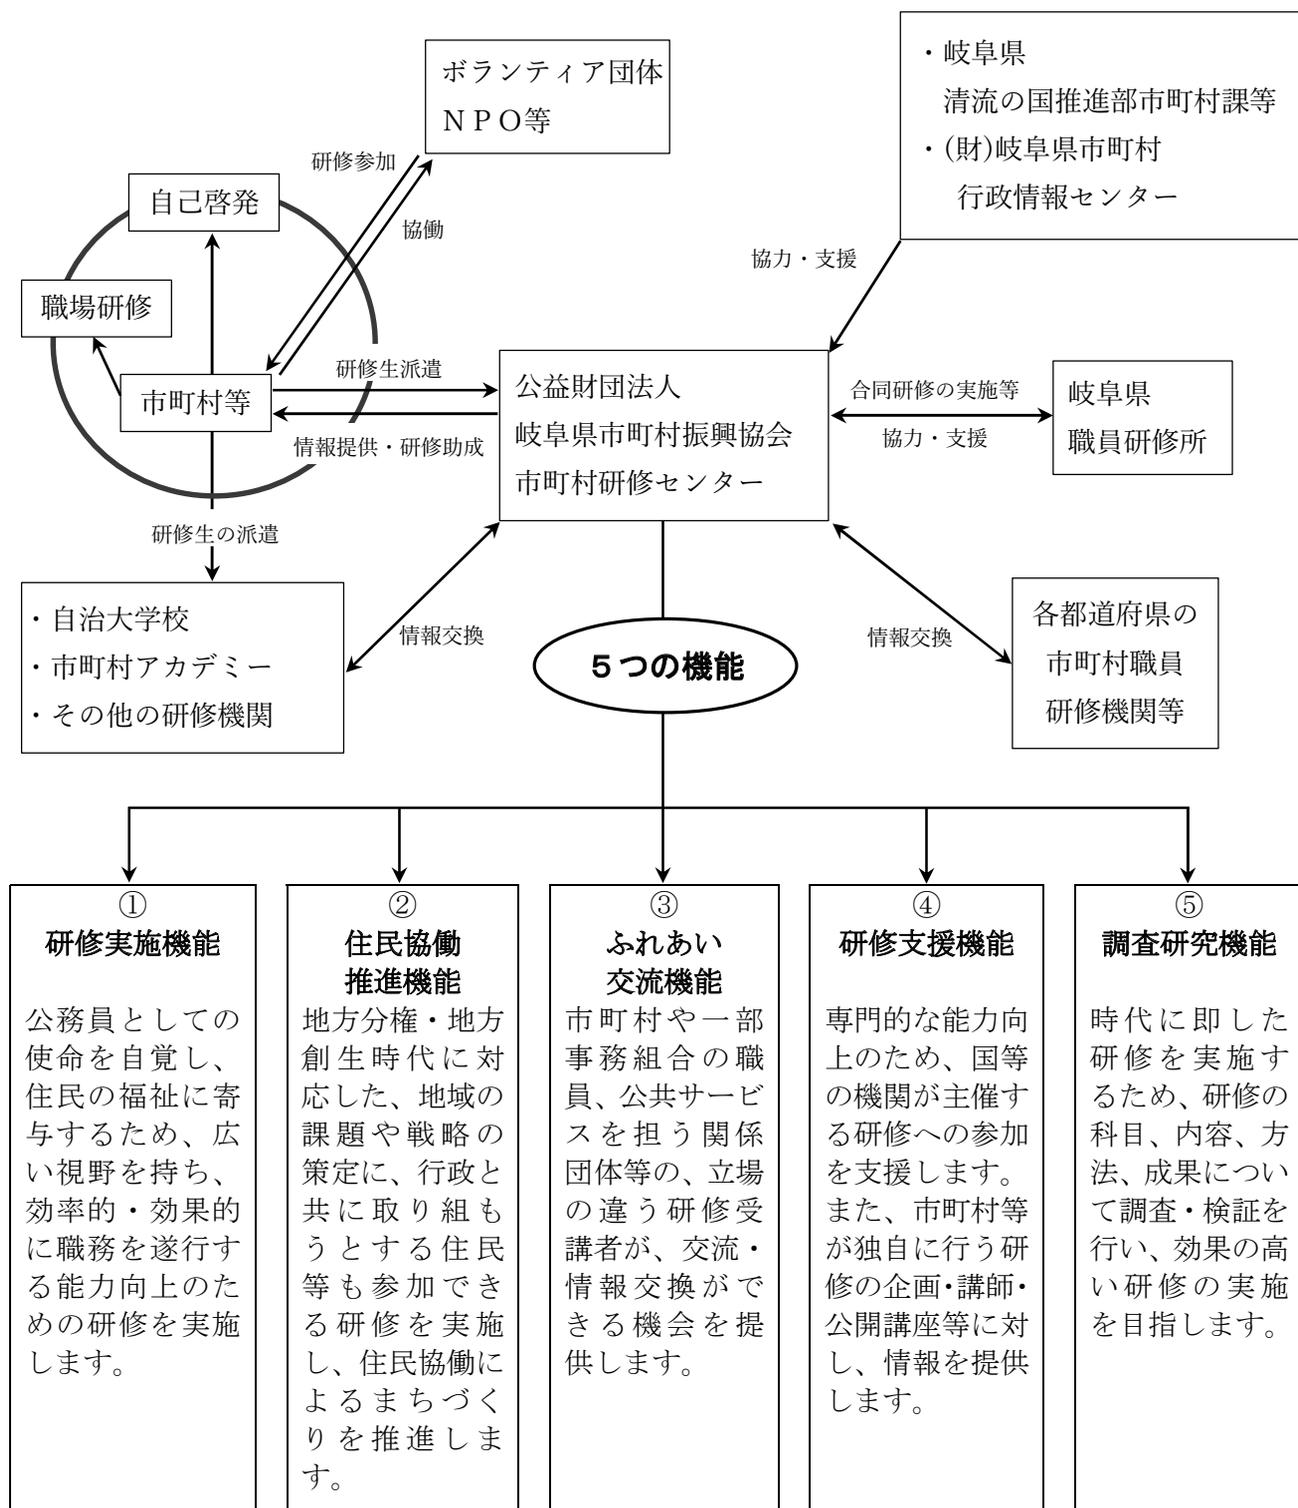 ボランティア団体
ＮＰＯ等
・岐阜県
清流の国推進部市町村課等
・(財)岐阜県市町村
行政情報センター
研修参加
協働
自己啓発
協力・支援
職場研修
市町村等
研修生派遣
情報提供・研修助成
公益財団法人
岐阜県市町村振興協会
市町村研修センター
合同研修の実施等
協力・支援
岐阜県
職員研修所
研修生の派遣
・自治大学校
・市町村アカデミー
・その他の研修機関
情報交換
５つの機能
情報交換
各都道府県の
市町村職員
研修機関等
①
研修実施機能
公務員としての
使命を自覚し、
住民の福祉に寄
与するため、広
い視野を持ち、
効率的・効果的
に職務を遂行す
る能力向上のた
めの研修を実施
します。
②
住民協働
推進機能
地方分権・地方
創生時代に対
応した、地域の
課題や戦略の
策定に、行政と
共に取り組も
うとする住民
等も参加でき
る研修を実施
し、住民協働に
よるまちづく
りを推進しま
す。
③
ふれあい
交流機能
市町村や一部
事務組合の職
員、公共サービ
スを担う関係
団体等の、立場
の違う研修受
講者が、交流・
情報交換がで
きる機会を提
供します。
④
研修支援機能
専門的な能力向
上のため、国等
の機関が主催す
る研修への参加
を支援します。
また、市町村等
が独自に行う研
修の企画・講師・
公開講座等に対
し、情報を提供
します。
⑤
調査研究機能
時代に即した
研修を実施す
るため、研修の
科目、内容、方
法、成果につい
て調査・検証を
行い、効果の高
い研修の実施
を目指します。